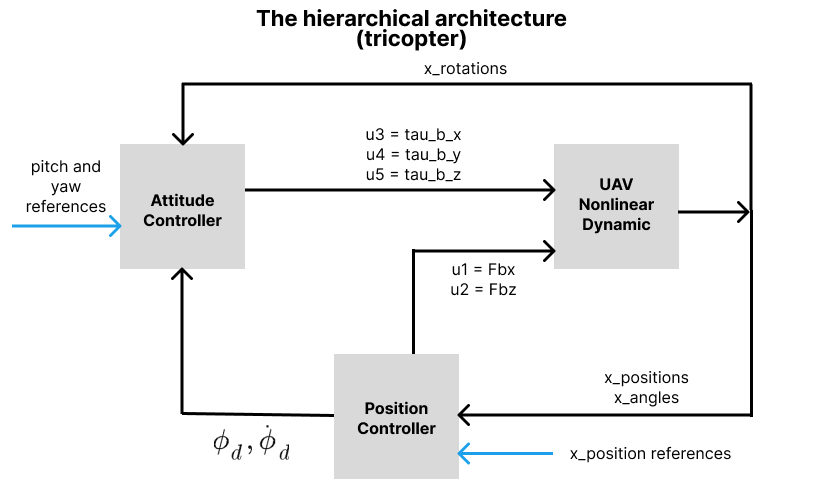 The hierarchical architecture
(tricopter)
x_rotations
u3 = tau_b_x
u4 = tau_b_y
u5 = tau_b_z
pitch and
yaw
references
Attitude
Controller
UAV
Nonlinear
Dynamic
u1 = Fbx
u2 = Fbz
x_positions
x_angles
Position
Controller
ϕ_d, ϕ̇_d
x_position references